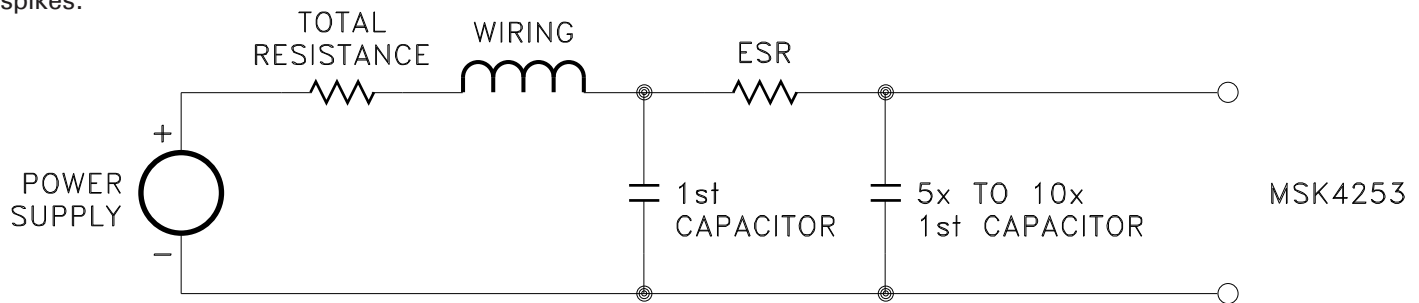 spikes.
TOTAL
RESISTANCE
WIRING
ESR
+
POWER
SUPPLY
−
1st
CAPACITOR
5x TO 10x
1st CAPACITOR
MSK4253